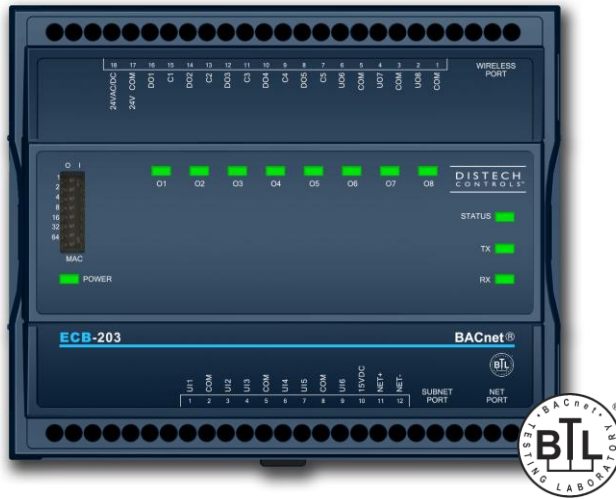 18 17 16 15 14 13 12 11 10 9 8 7 6 5 4 3 2 1
24VAC/DC 24V COM DO1 C1 DO2 C2 DO3 C3 DO4 C4 DO5 C5 UO6 COM UO7 COM UO8 COM
WIRELESS
PORT
O I
1
2
4
8
16
32
64
MAC
POWER
O1 O2 O3 O4 O5 O6 O7 O8
DISTECH
CONTROLS
STATUS
TX
RX
ECB-203
BACnet®
BTL
UI1 COM UI2 UI3 COM UI4 UI5 COM UI6 15VDC NET+ NET-
1 2 3 4 5 6 7 8 9 10 11 12
SUBNET
PORT
NET
PORT
BACnet
TESTING LABORATORY
BTL
®